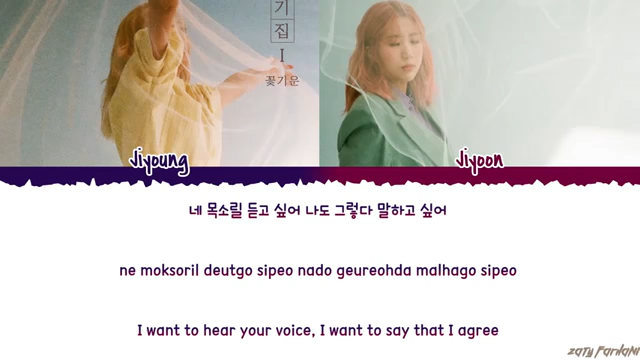 기
집
I
꽃기운
Jiyoung
Jiyoon
네 목소릴 듣고 싶어 나도 그렇다 말하고 싶어
ne moksoril deutgo sipeo nado geureohda malhago sipeo
I want to hear your voice, I want to say that I agree
ZATY FARHANI